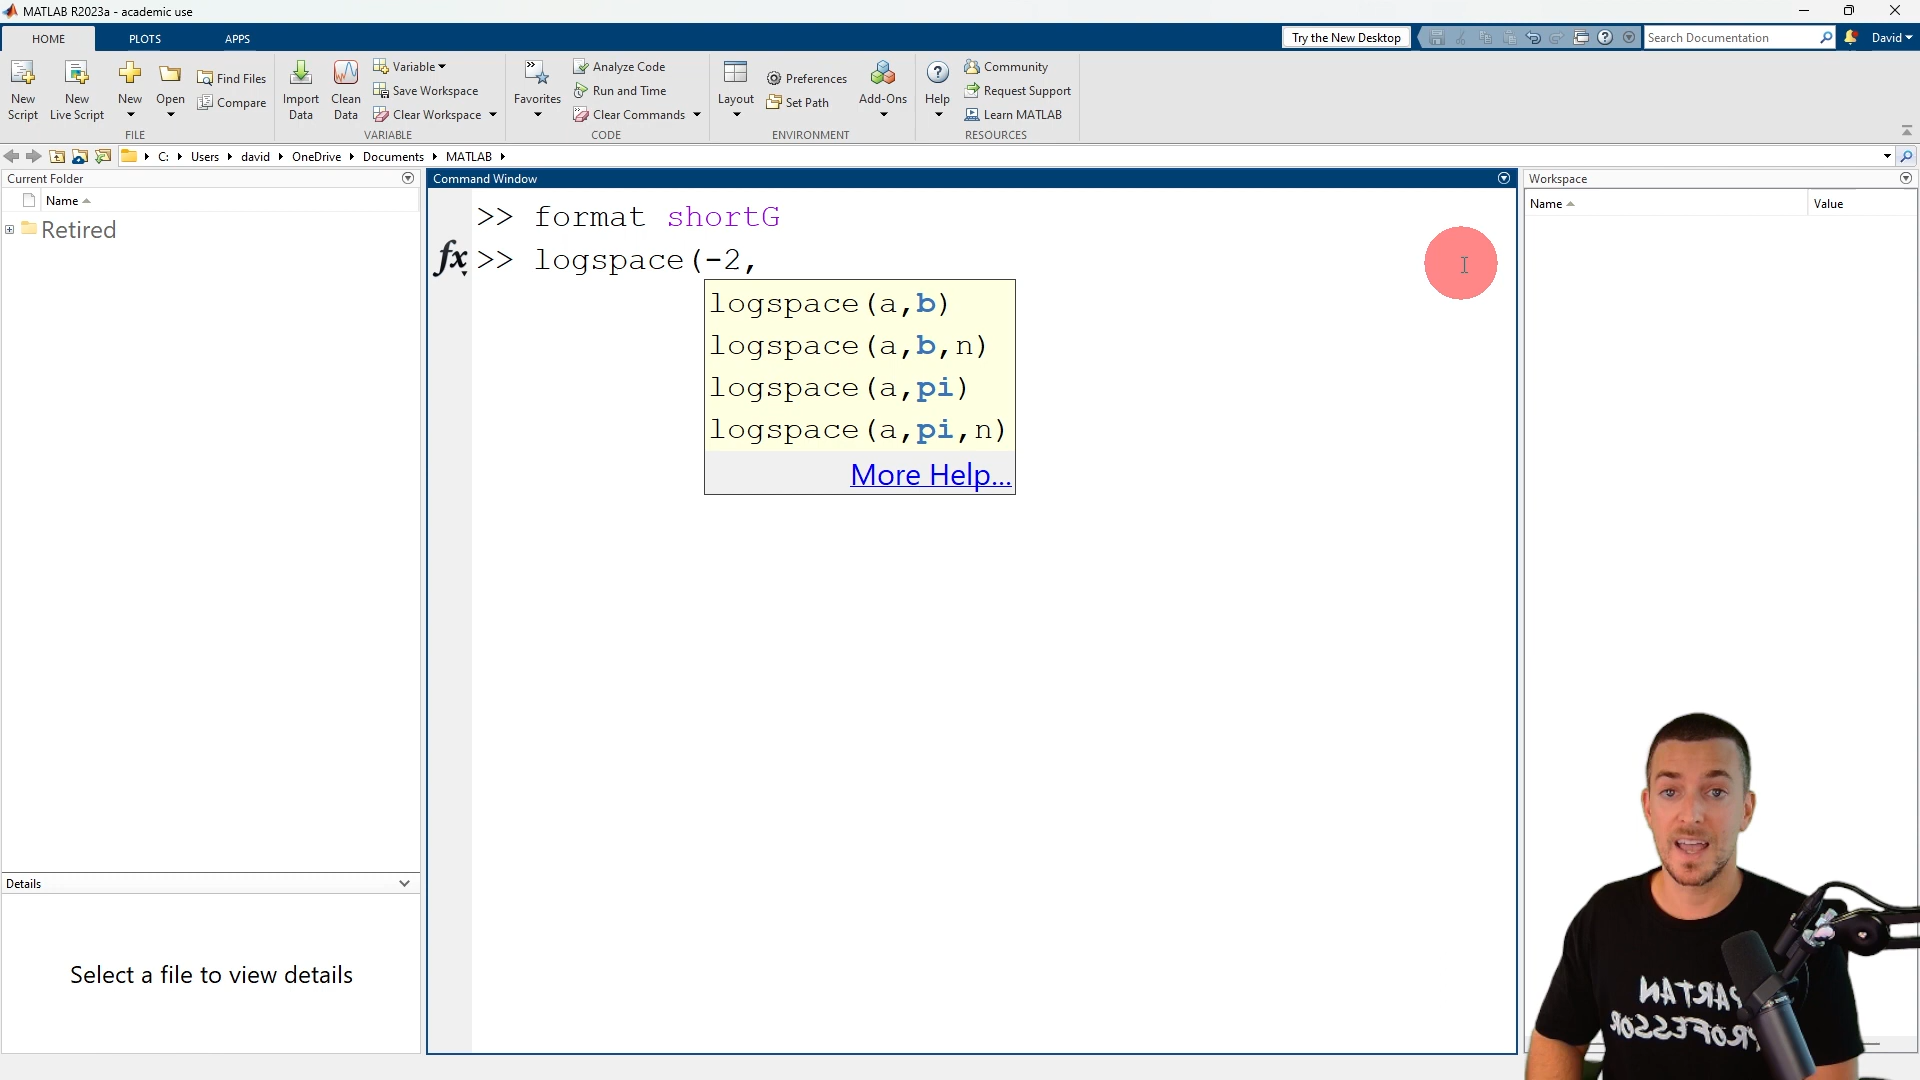 MATLAB R2023a - academic use
HOME PLOTS APPS
Try the New Desktop
Search Documentation
David
New Script
New Live Script
New
Open
Find Files
Compare
FILE
Import Data
Clean Data
Variable
Save Workspace
Clear Workspace
VARIABLE
Favorites
Analyze Code
Run and Time
Clear Commands
CODE
Layout
Preferences
Set Path
Add-Ons
ENVIRONMENT
Help
Community
Request Support
Learn MATLAB
RESOURCES
C: Users david OneDrive Documents MATLAB
Current Folder
Name
Retired
Details
Select a file to view details
Command Window
>> format shortG
fx >> logspace(-2,
logspace(a,b)
logspace(a,b,n)
logspace(a,pi)
logspace(a,pi,n)
More Help...
Workspace
Name Value
PARTAN
PROFESSOR